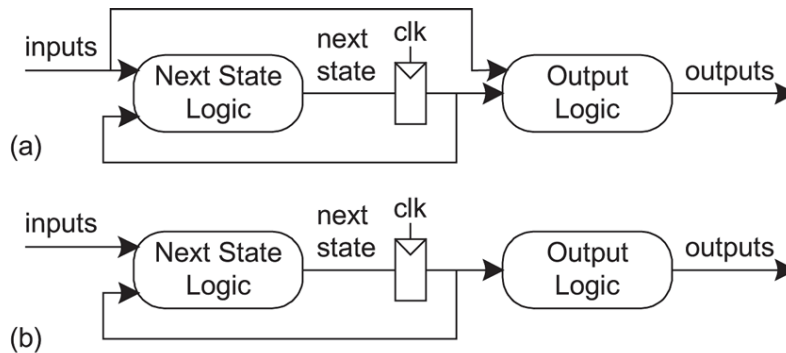 inputs
Next State
Logic
next
state
clk
Output
Logic
outputs
(a)
inputs
Next State
Logic
next
state
clk
Output
Logic
outputs
(b)